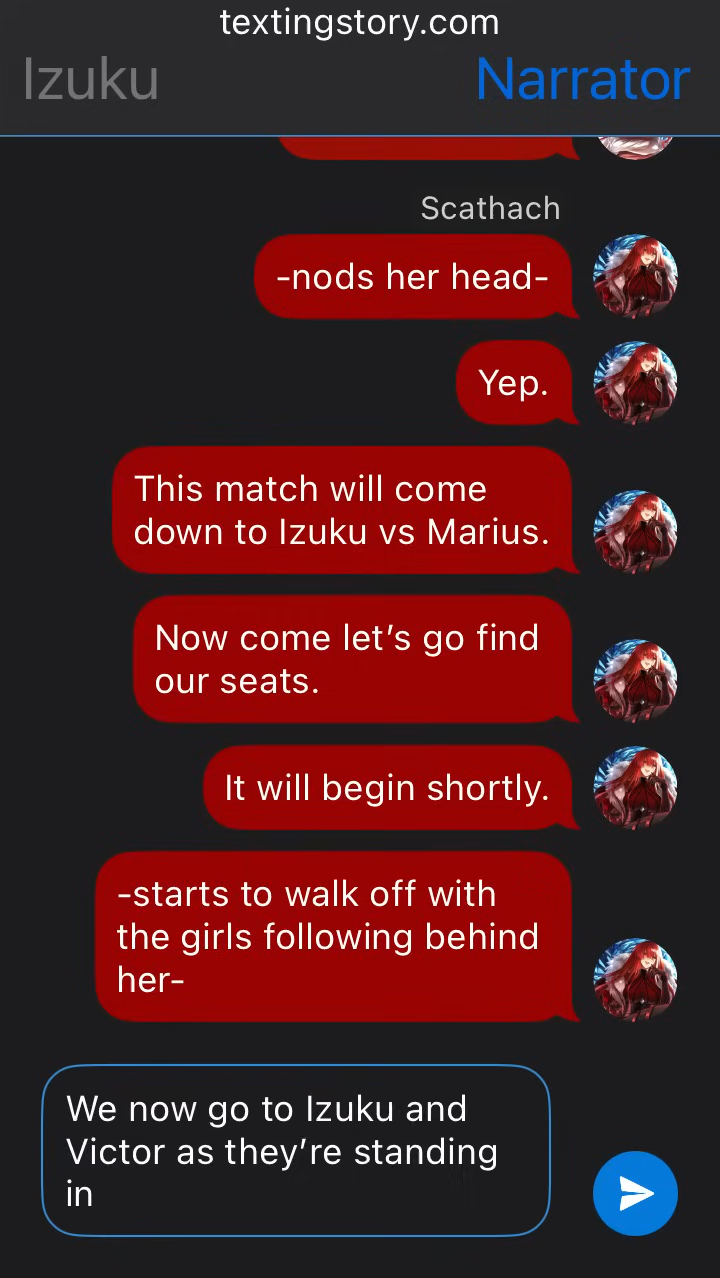 textingstory.com
Izuku
Narrator
Scathach
-nods her head-
Yep.
This match will come
down to Izuku vs Marius.
Now come let’s go find
our seats.
It will begin shortly.
-starts to walk off with
the girls following behind
her-
We now go to Izuku and
Victor as they’re standing
in